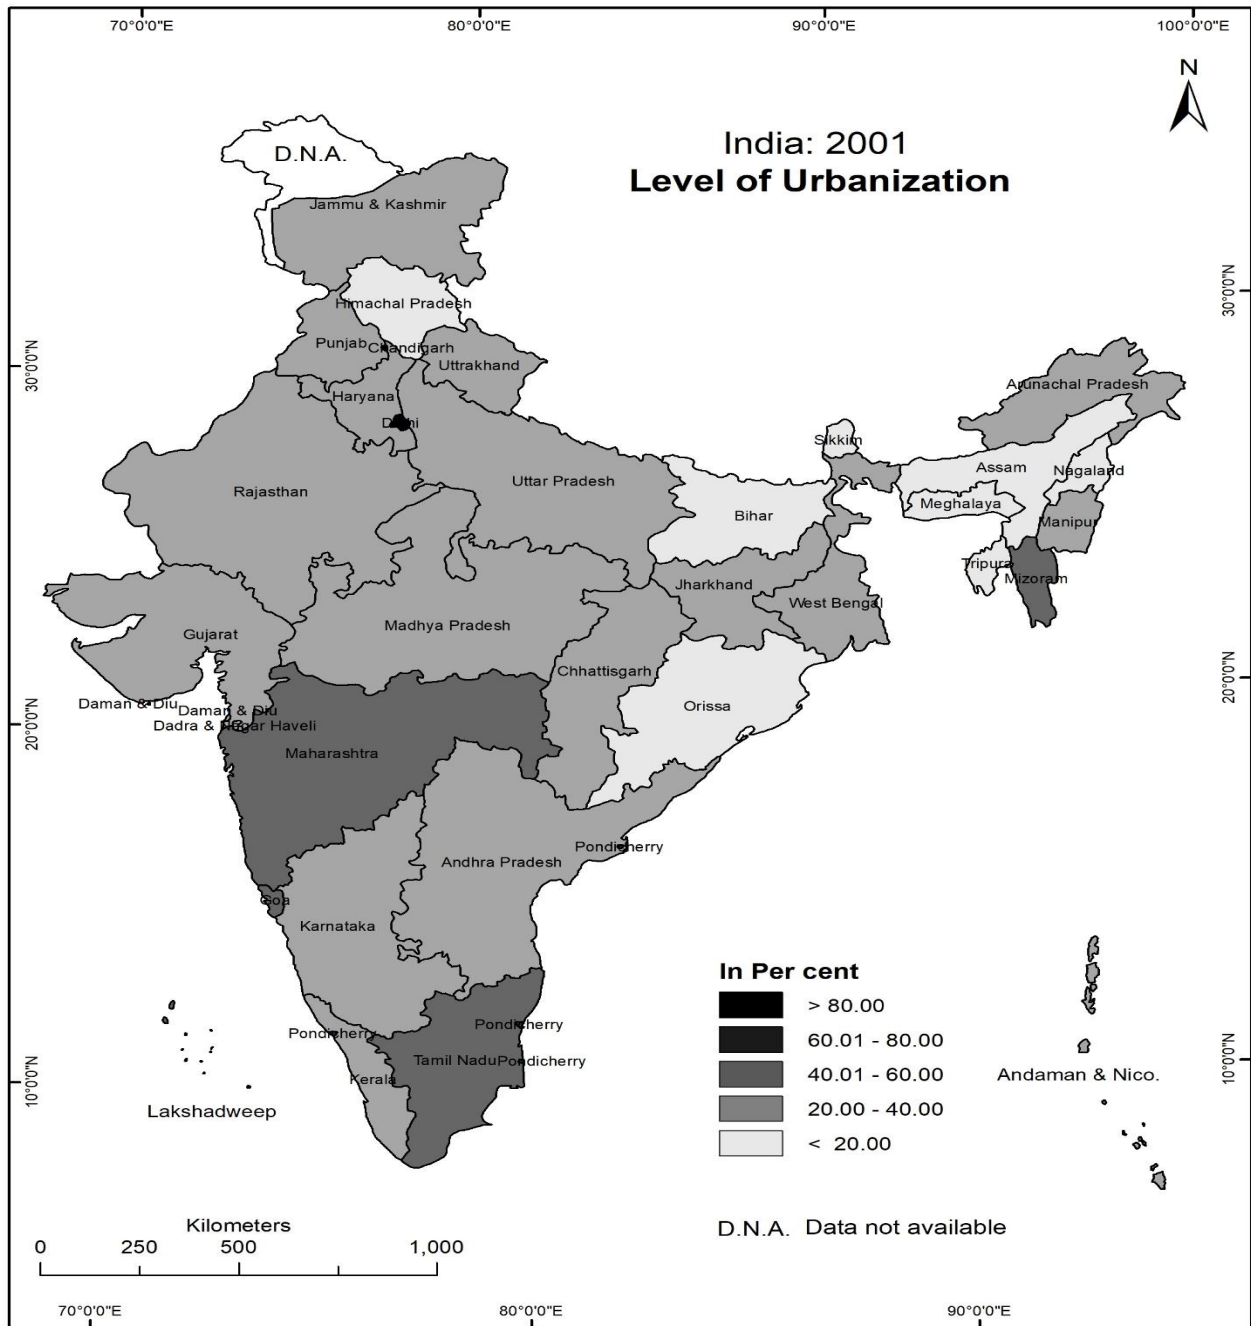 70°0'0"E
80°0'0"E
90°0'0"E
100°0'0"E
N
India: 2001
Level of Urbanization
D.N.A.
Jammu & Kashmir
30°0'0"N
Himachal Pradesh
Punjab
Chandigarh
30°0'0"N
Uttrakhand
Arunachal Pradesh
Haryana
Delhi
Sikkim
Assam
Nagaland
Uttar Pradesh
Rajasthan
Meghalaya
Bihar
Manipur
Tripura
Mizoram
Jharkhand
West Bengal
Madhya Pradesh
Gujarat
Chhattisgarh
20°0'0"N
Daman & Diu
Orissa
Daman & Diu
20°0'0"N
Dadra & Nagar Haveli
Maharashtra
Pondicherry
Andhra Pradesh
Goa
Karnataka
In Per cent
> 80.00
60.01 - 80.00
40.01 - 60.00
20.00 - 40.00
< 20.00
Pondicherry
Pondicherry
Tamil Nadu
Pondicherry
10°0'0"N
Kerala
10°0'0"N
Andaman & Nico.
Lakshadweep
D.N.A. Data not available
Kilometers
0 250 500 1,000
70°0'0"E
80°0'0"E
90°0'0"E